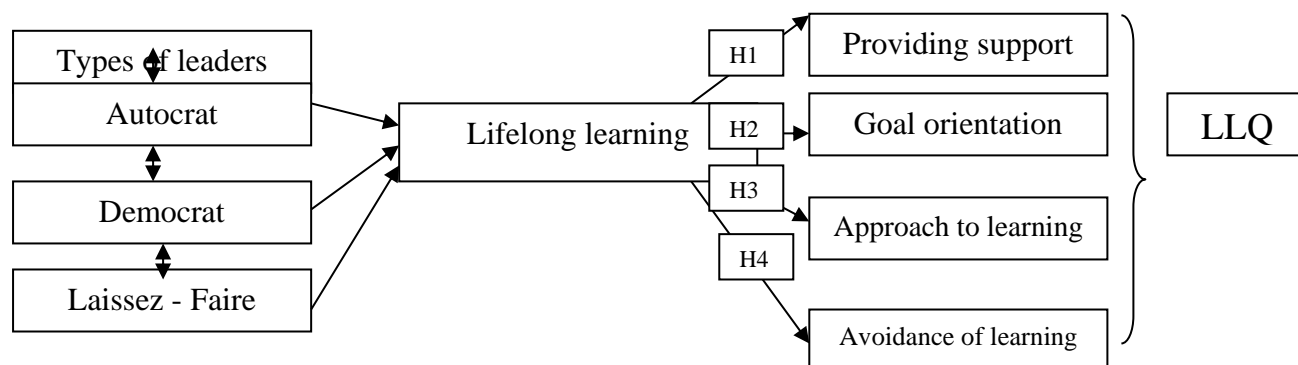 Types of leaders
Autocrat
Democrat
Laissez - Faire
Lifelong learning
H1
H2
H3
H4
Providing support
Goal orientation
Approach to learning
Avoidance of learning
LLQ